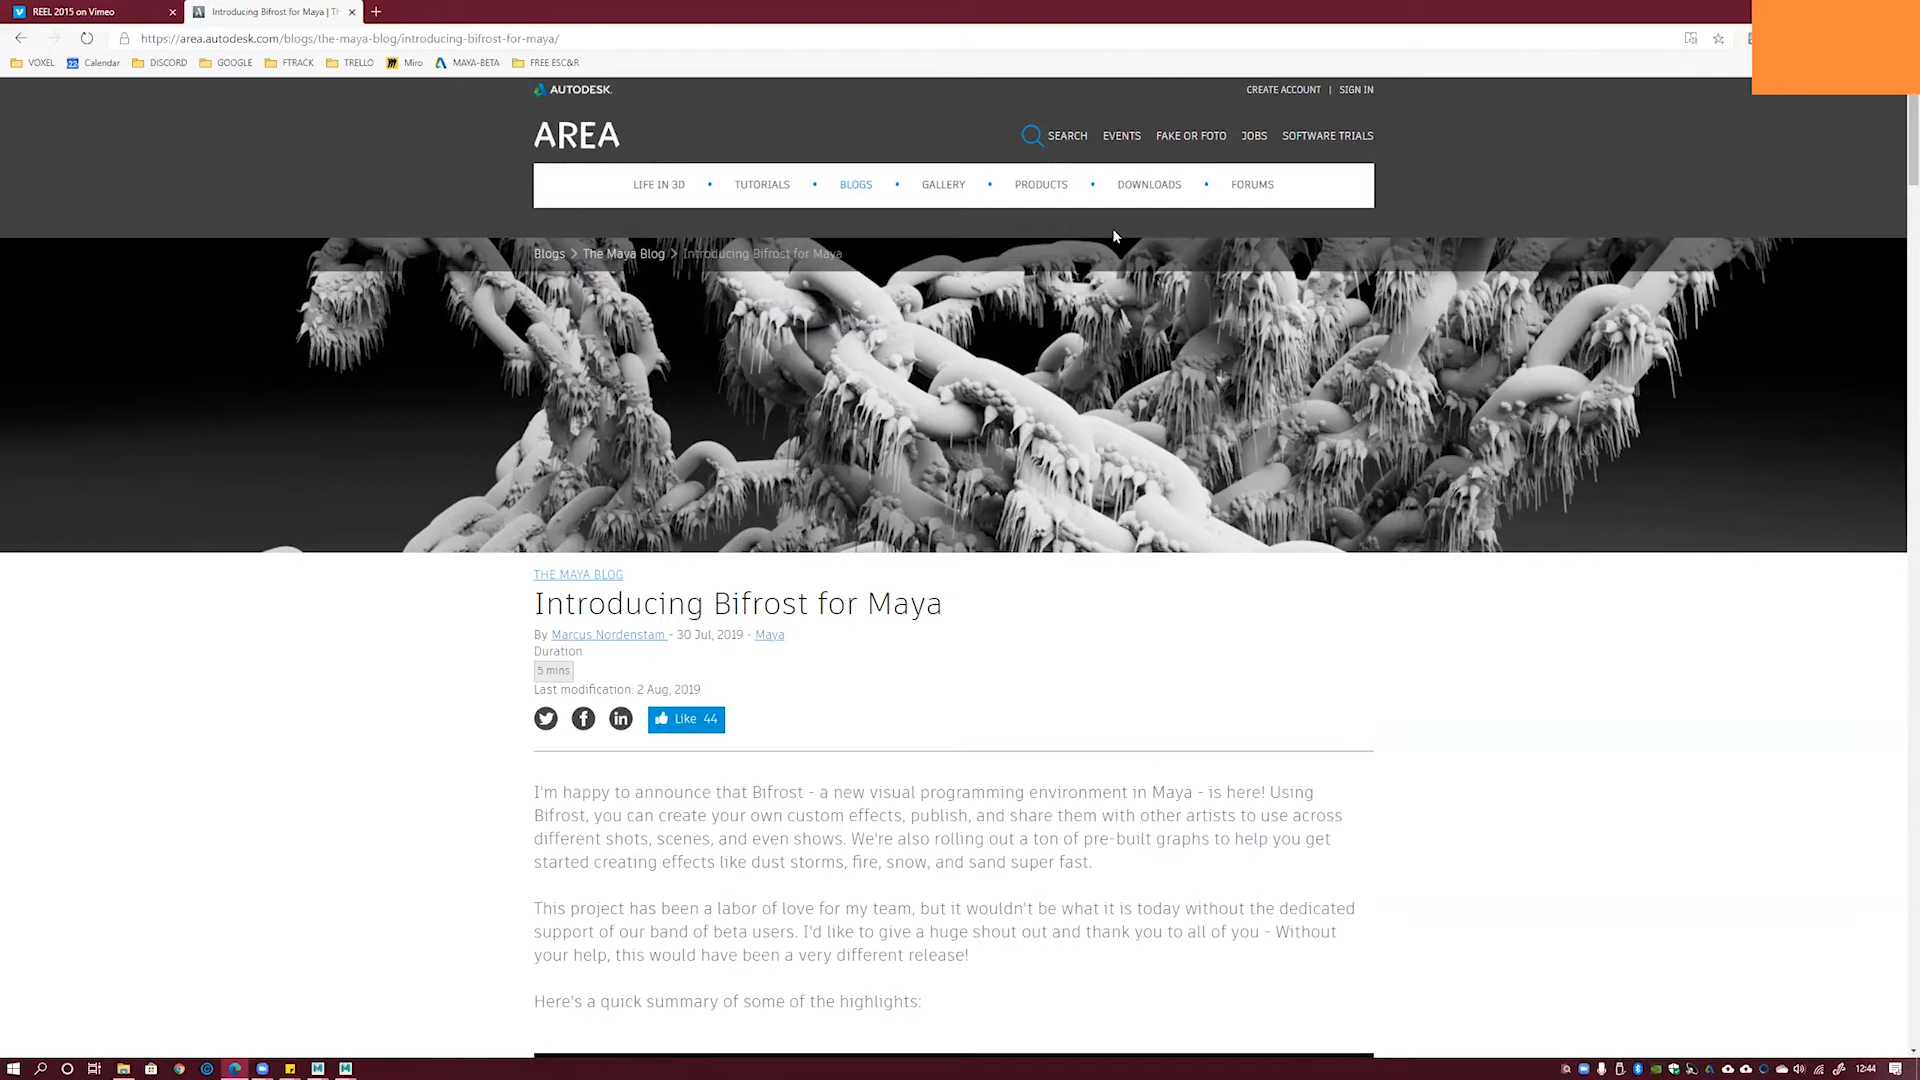 REEL 2015 on Vimeo
Introducing Bifrost for Maya | Th
https://area.autodesk.com/blogs/the-maya-blog/introducing-bifrost-for-maya/
VOXEL
Calendar
DISCORD
GOOGLE
FTRACK
TRELLO
Miro
MAYA-BETA
FREE ESC&R
AUTODESK.
CREATE ACCOUNT | SIGN IN
AREA
SEARCH EVENTS FAKE OR FOTO JOBS SOFTWARE TRIALS
LIFE IN 3D • TUTORIALS • BLOGS • GALLERY • PRODUCTS • DOWNLOADS • FORUMS
Blogs > The Maya Blog > Introducing Bifrost for Maya
THE MAYA BLOG
Introducing Bifrost for Maya
By Marcus Nordenstam - 30 Jul, 2019 - Maya
Duration
5 mins
Last modification: 2 Aug, 2019
Like 44
I'm happy to announce that Bifrost - a new visual programming environment in Maya - is here! Using
Bifrost, you can create your own custom effects, publish, and share them with other artists to use across
different shots, scenes, and even shows. We're also rolling out a ton of pre-built graphs to help you get
started creating effects like dust storms, fire, snow, and sand super fast.
This project has been a labor of love for my team, but it wouldn't be what it is today without the dedicated
support of our band of beta users. I'd like to give a huge shout out and thank you to all of you - Without
your help, this would have been a very different release!
Here's a quick summary of some of the highlights:
12:44